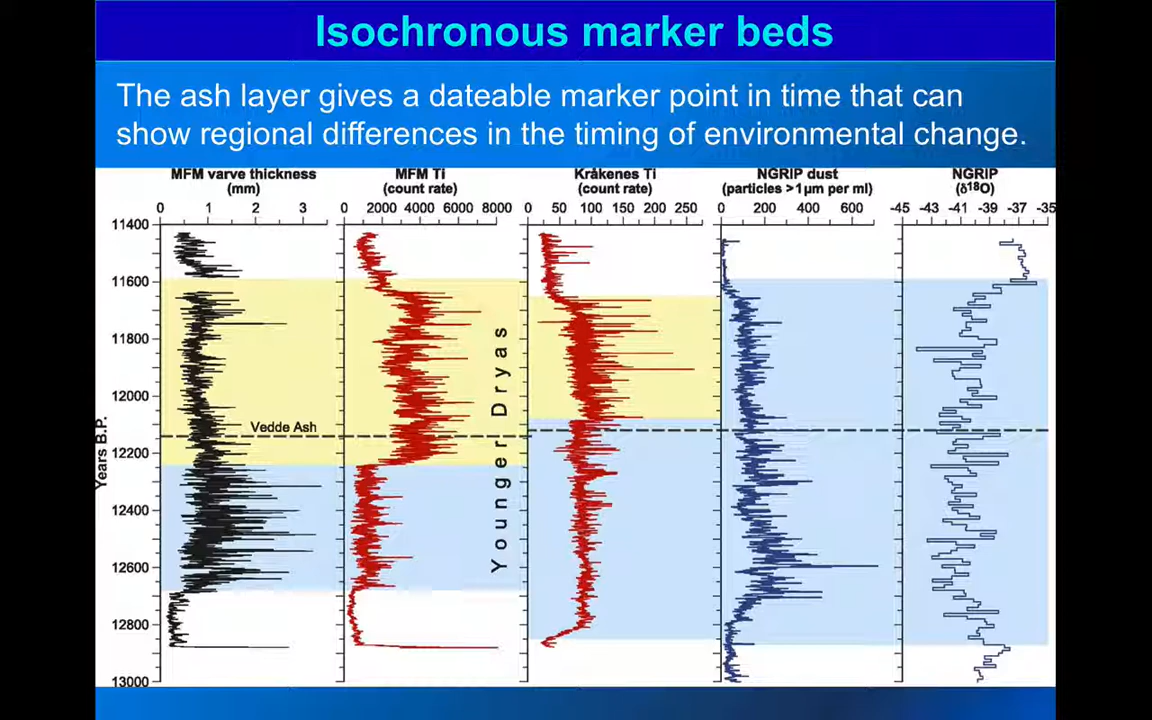 Isochronous marker beds
The ash layer gives a dateable marker point in time that can
show regional differences in the timing of environmental change.
MFM varve thickness
(mm)
MFM Ti
(count rate)
Kråkenes Ti
(count rate)
NGRIP dust
(particles >1µm per ml)
NGRIP
(δ18O)
0 1 2 3
0 2000 4000 6000 8000
0 50 100 150 200 250
0 200 400 600
-45 -43 -41 -39 -37 -35
11400
11600
11800
12000
12200
12400
12600
12800
13000
Years B.P.
Vedde Ash
Younger Dryas